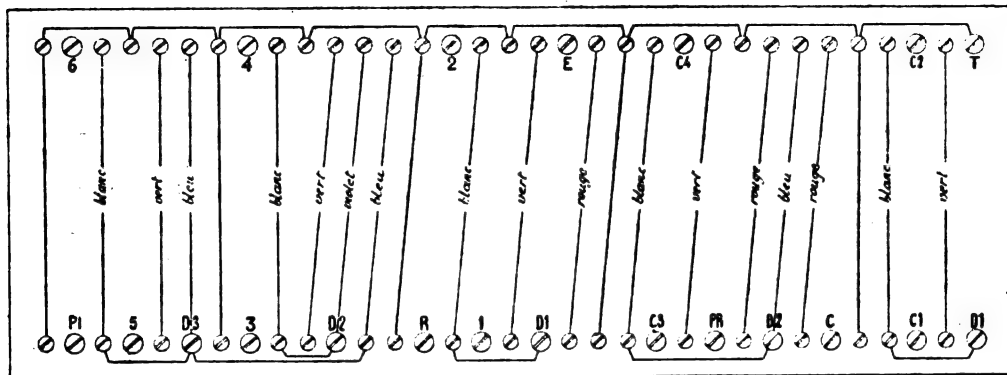 6 4 2 E C4 C2 T
blanc vert bleu blanc vert violet bleu blanc vert rouge blanc vert rouge bleu rouge blanc vert
P1 5 D3 3 D2 R 1 D1 C3 PR D2 C C1 D1